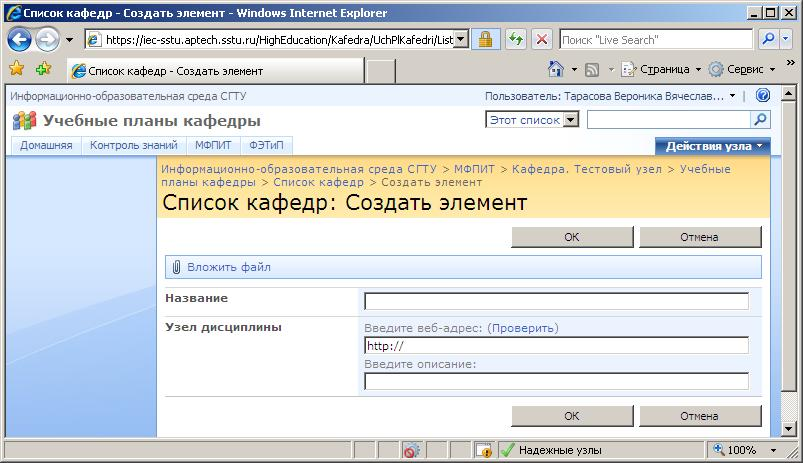 Список кафедр - Создать элемент - Windows Internet Explorer
https://iec-sstu.aptech.sstu.ru/HighEducation/Kafedra/UchPlKafedri/List
Поиск "Live Search"
Список кафедр - Создать элемент
Страница
Сервис
Информационно-образовательная среда СГТУ
Пользователь: Тарасова Вероника Вячеслав...
Учебные планы кафедры
Этот список
Домашняя
Контроль знаний
МФПИТ
ФЭТиП
Действия узла
Информационно-образовательная среда СГТУ > МФПИТ > Кафедра. Тестовый узел > Учебные
планы кафедры > Список кафедр > Создать элемент
Список кафедр: Создать элемент
ОК
Отмена
Вложить файл
Название
Узел дисциплины
Введите веб-адрес: (Проверить)
http://
Введите описание:
ОК
Отмена
Надежные узлы
100%